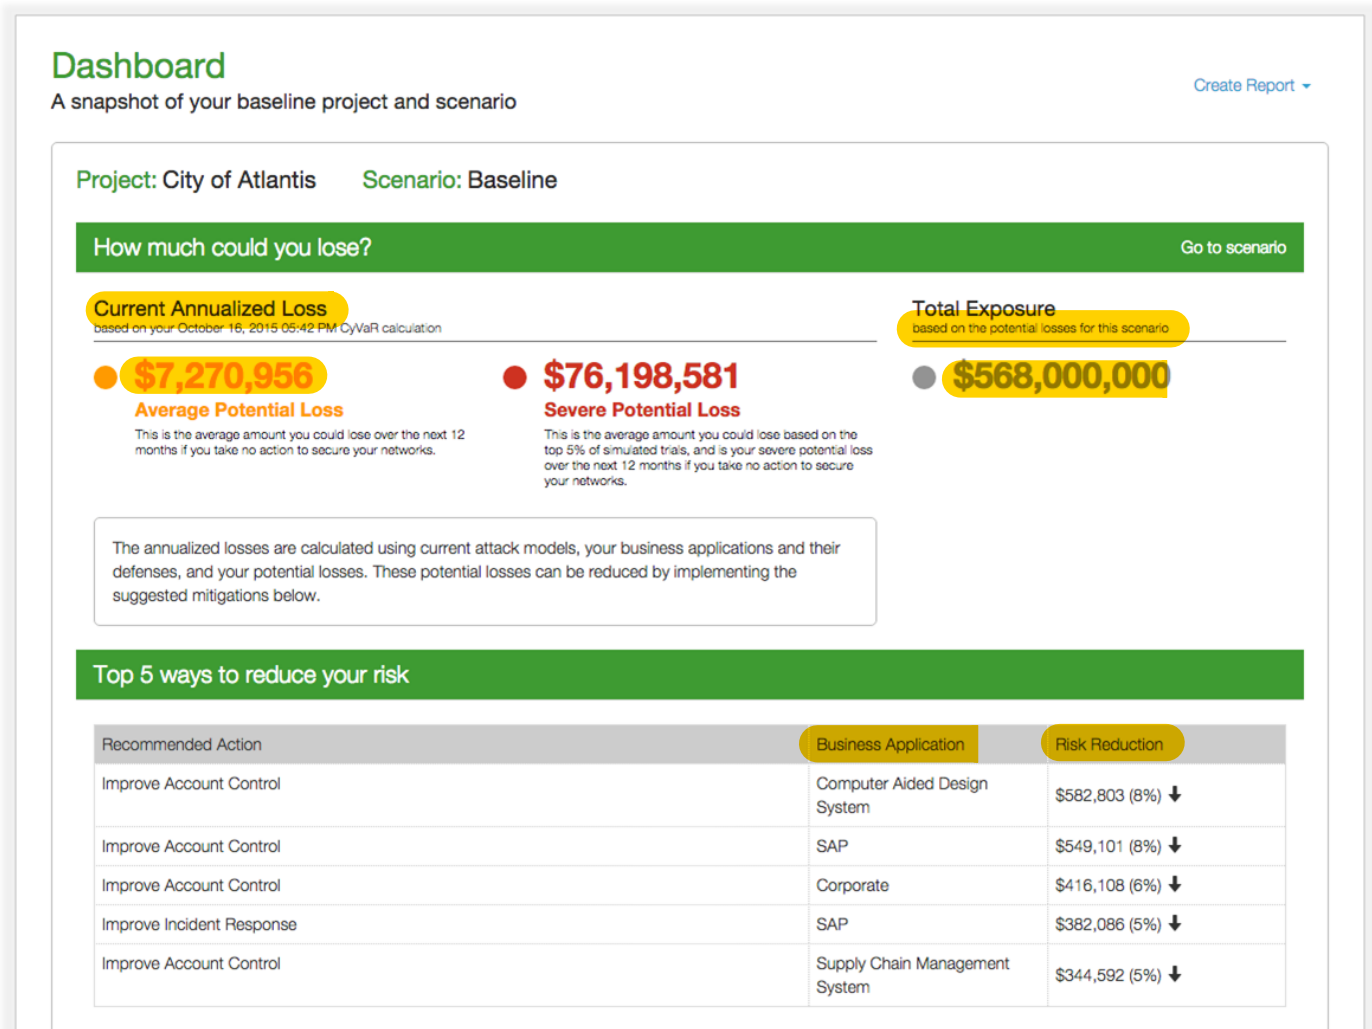 Dashboard
A snapshot of your baseline project and scenario
Create Report
Project: City of Atlantis Scenario: Baseline
How much could you lose?
Go to scenario
Current Annualized Loss
based on your October 16, 2015 05:42 PM CyVaR calculation
$7,270,956
Average Potential Loss
This is the average amount you could lose over the next 12
months if you take no action to secure your networks.
$76,198,581
Severe Potential Loss
This is the average amount you could lose based on the
top 5% of simulated trials, and is your severe potential loss
over the next 12 months if you take no action to secure
your networks.
Total Exposure
based on the potential losses for this scenario
$568,000,000
The annualized losses are calculated using current attack models, your business applications and their
defenses, and your potential losses. These potential losses can be reduced by implementing the
suggested mitigations below.
Top 5 ways to reduce your risk
Recommended Action Business Application Risk Reduction
Improve Account Control Computer Aided Design
System $582,803 (8%)
Improve Account Control SAP $549,101 (8%)
Improve Account Control Corporate $416,108 (6%)
Improve Incident Response SAP $382,086 (5%)
Improve Account Control Supply Chain Management
System $344,592 (5%)